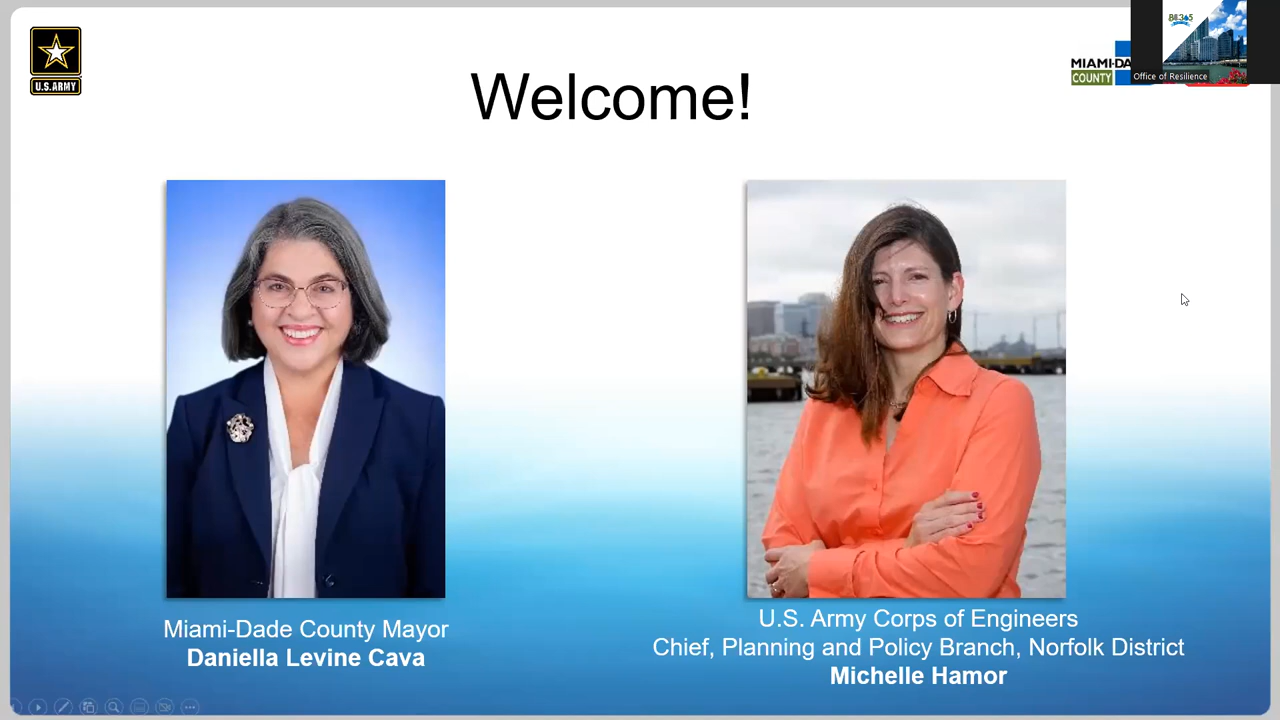 Welcome!
U.S. ARMY
MIAMI-DA
COUNTY
Office of Resilience
Miami-Dade County Mayor
Daniella Levine Cava
U.S. Army Corps of Engineers
Chief, Planning and Policy Branch, Norfolk District
Michelle Hamor